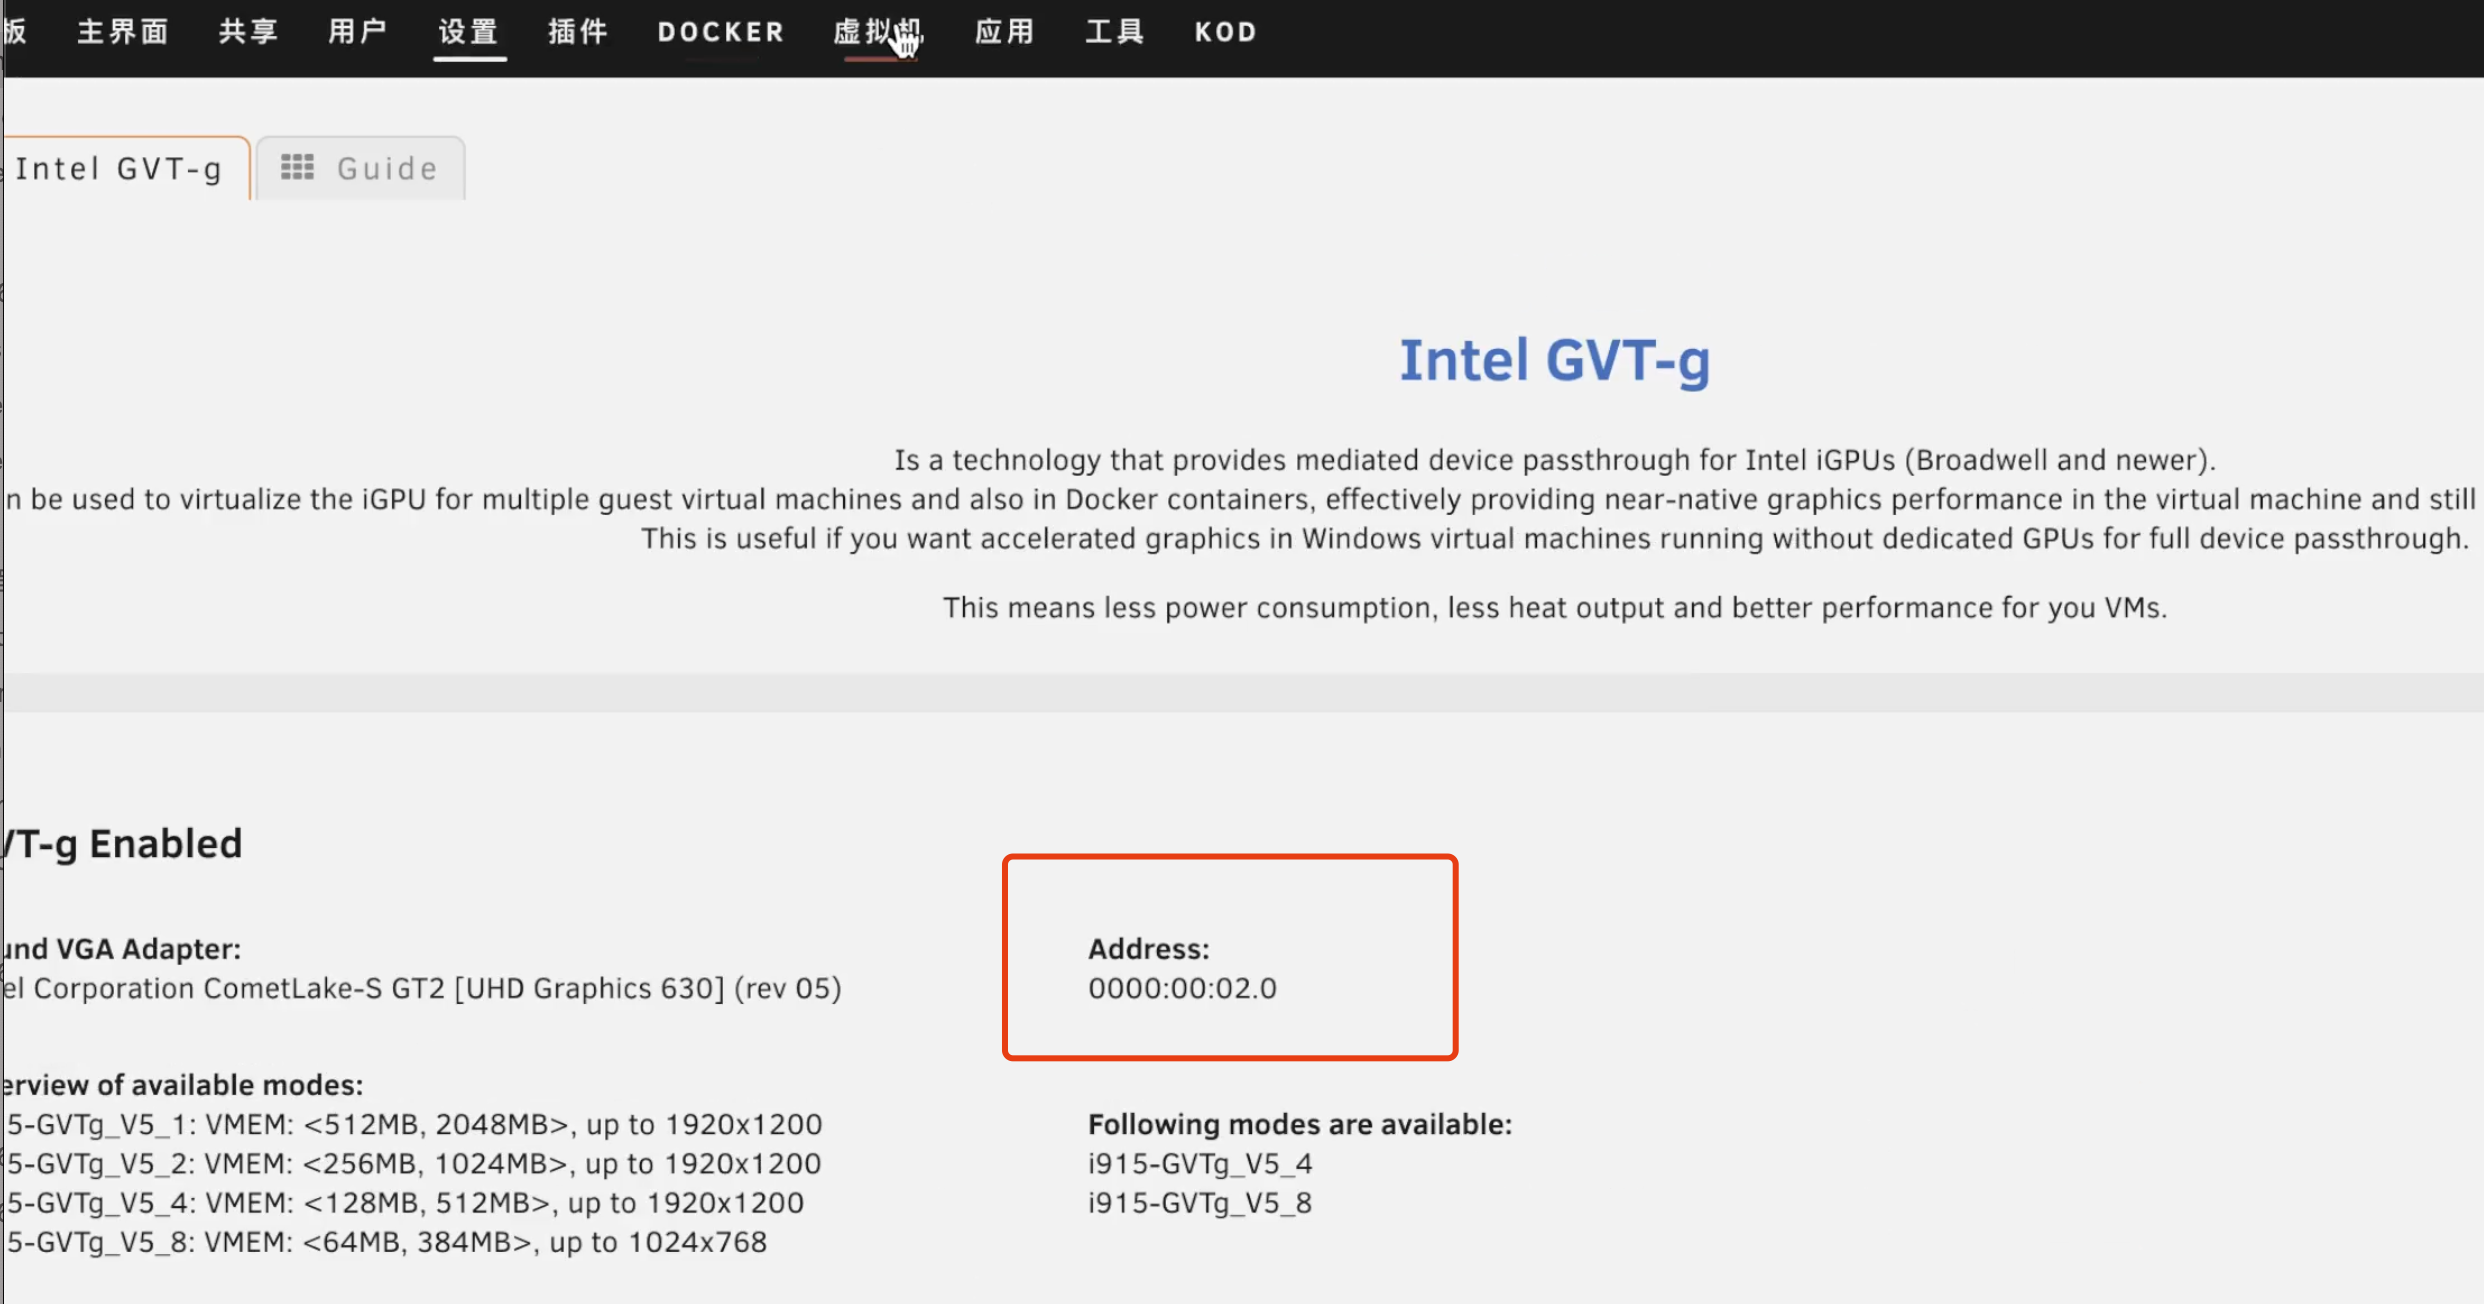 板 主界面 共享 用户 设置 插件 DOCKER 虚拟机 应用 工具 KOD
Intel GVT-g Guide
Intel GVT-g
Is a technology that provides mediated device passthrough for Intel iGPUs (Broadwell and newer).
n be used to virtualize the iGPU for multiple guest virtual machines and also in Docker containers, effectively providing near-native graphics performance in the virtual machine and still
This is useful if you want accelerated graphics in Windows virtual machines running without dedicated GPUs for full device passthrough.
This means less power consumption, less heat output and better performance for you VMs.
VT-g Enabled
und VGA Adapter:
el Corporation CometLake-S GT2 [UHD Graphics 630] (rev 05)
Address:
0000:00:02.0
erview of available modes:
5-GVTg_V5_1: VMEM: <512MB, 2048MB>, up to 1920x1200
5-GVTg_V5_2: VMEM: <256MB, 1024MB>, up to 1920x1200
5-GVTg_V5_4: VMEM: <128MB, 512MB>, up to 1920x1200
5-GVTg_V5_8: VMEM: <64MB, 384MB>, up to 1024x768
Following modes are available:
i915-GVTg_V5_4
i915-GVTg_V5_8